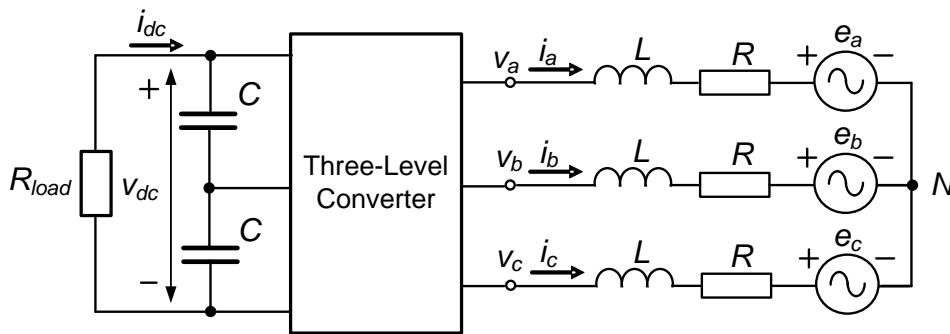 i_dc
+
C
R_load
v_dc
C
−
Three-Level
Converter
v_a
i_a
L
R
+
e_a
−
v_b
i_b
L
R
+
e_b
−
N
v_c
i_c
L
R
+
e_c
−